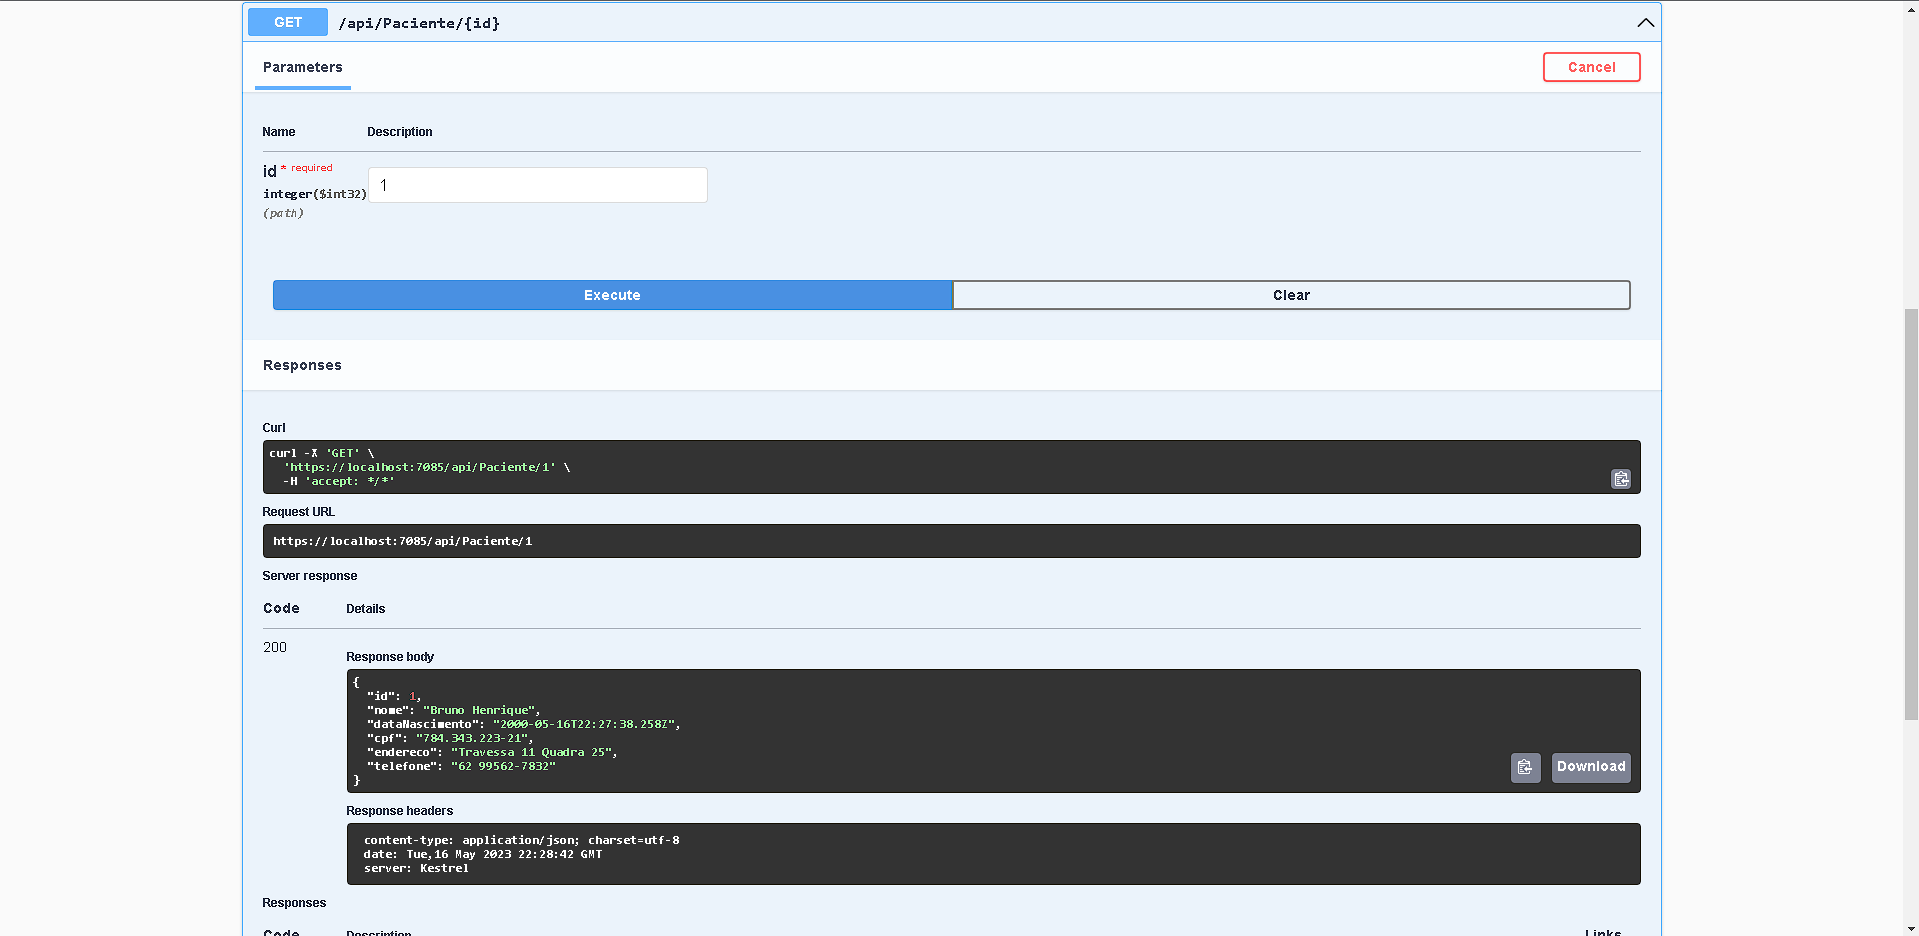 GET /api/Paciente/{id}
Parameters
Cancel
Name Description
id * required
integer($int32)
(path)
1
Execute Clear
Responses
Curl
curl -X 'GET' \
'https://localhost:7085/api/Paciente/1' \
-H 'accept: */*'
Request URL
https://localhost:7085/api/Paciente/1
Server response
Code Details
200
Response body
{
"id": 1,
"nome": "Bruno Henrique",
"dataNascimento": "2000-05-16T22:27:38.258Z",
"cpf": "784.343.223-21",
"endereco": "Travessa 11 Quadra 25",
"telefone": "62 99562-7832"
}
Download
Response headers
content-type: application/json; charset=utf-8
date: Tue,16 May 2023 22:28:42 GMT
server: Kestrel
Responses
Code Description Links